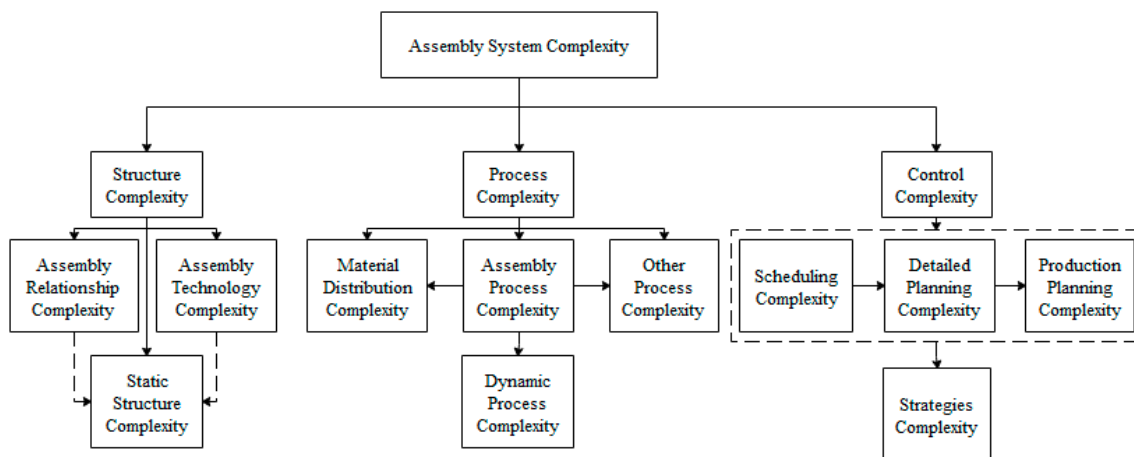 Assembly System Complexity
Structure
Complexity
Process
Complexity
Control
Complexity
Assembly
Relationship
Complexity
Assembly
Technology
Complexity
Material
Distribution
Complexity
Assembly
Process
Complexity
Other
Process
Complexity
Scheduling
Complexity
Detailed
Planning
Complexity
Production
Planning
Complexity
Static
Structure
Complexity
Dynamic
Process
Complexity
Strategies
Complexity